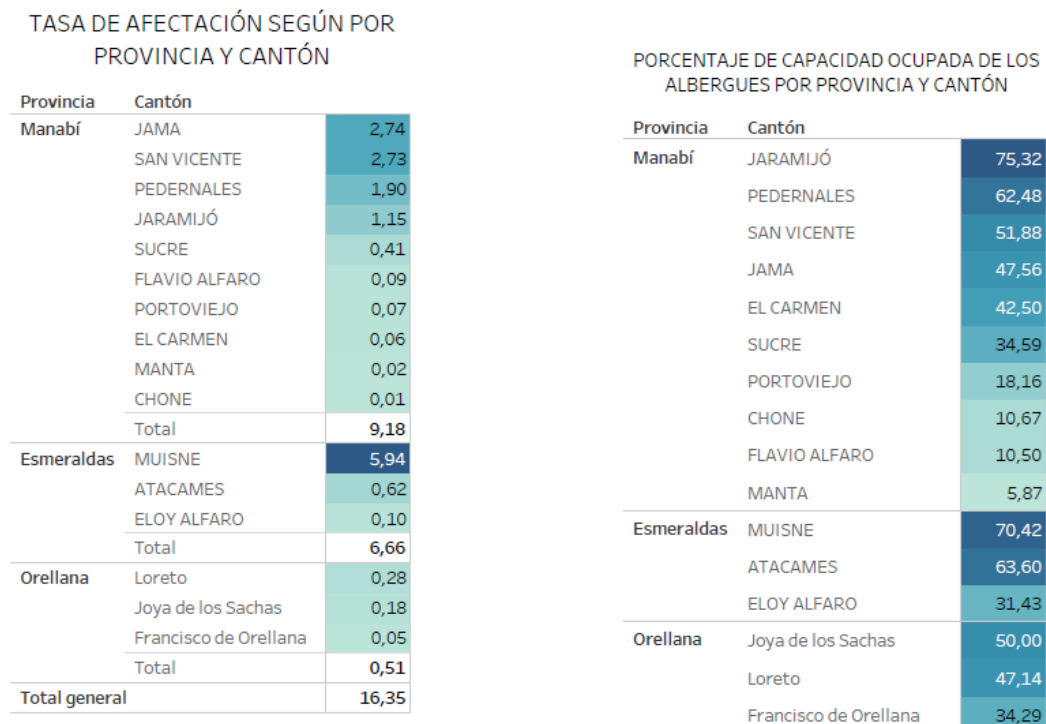 TASA DE AFECTACIÓN SEGÚN POR
PROVINCIA Y CANTÓN
Provincia Cantón
Manabí JAMA 2,74
SAN VICENTE 2,73
PEDERNALES 1,90
JARAMIJÓ 1,15
SUCRE 0,41
FLAVIO ALFARO 0,09
PORTOVIEJO 0,07
EL CARMEN 0,06
MANTA 0,02
CHONE 0,01
Total 9,18
Esmeraldas MUISNE 5,94
ATACAMES 0,62
ELOY ALFARO 0,10
Total 6,66
Orellana Loreto 0,28
Joya de los Sachas 0,18
Francisco de Orellana 0,05
Total 0,51
Total general 16,35
PORCENTAJE DE CAPACIDAD OCUPADA DE LOS
ALBERGUES POR PROVINCIA Y CANTÓN
Provincia Cantón
Manabí JARAMIJÓ 75,32
PEDERNALES 62,48
SAN VICENTE 51,88
JAMA 47,56
EL CARMEN 42,50
SUCRE 34,59
PORTOVIEJO 18,16
CHONE 10,67
FLAVIO ALFARO 10,50
MANTA 5,87
Esmeraldas MUISNE 70,42
ATACAMES 63,60
ELOY ALFARO 31,43
Orellana Joya de los Sachas 50,00
Loreto 47,14
Francisco de Orellana 34,29